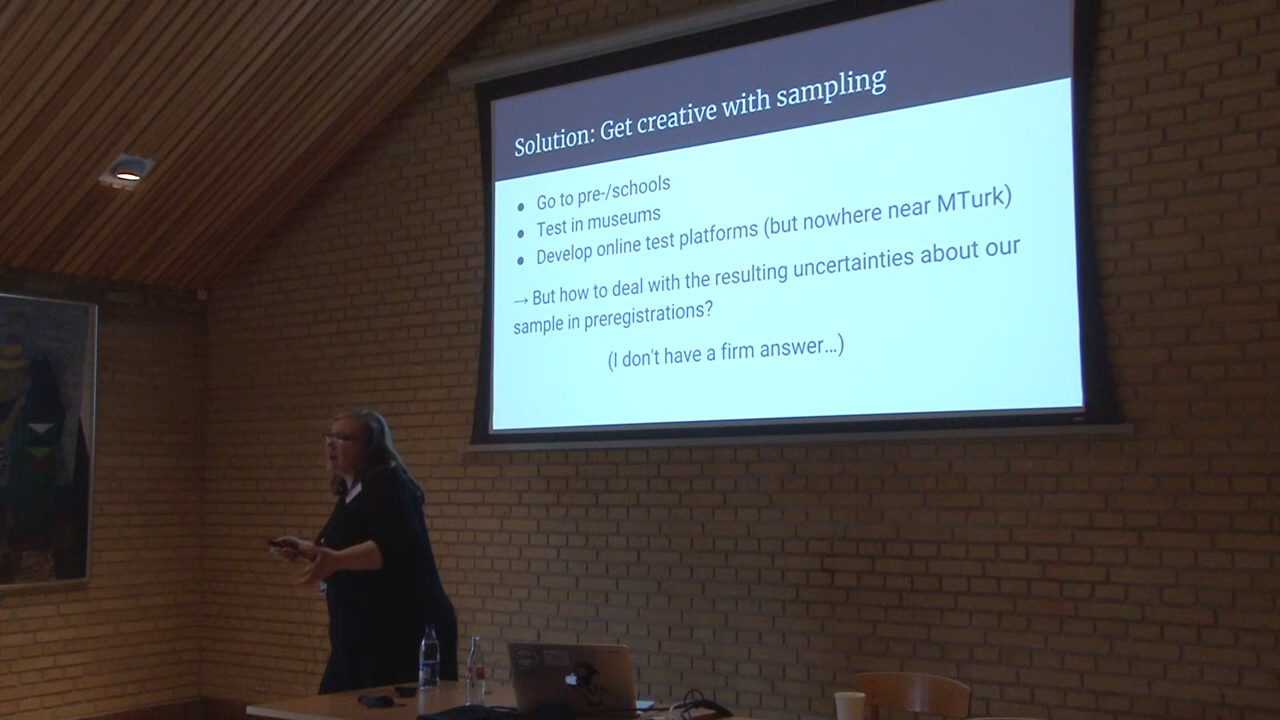 Solution: Get creative with sampling
● Go to pre-/schools
● Test in museums
● Develop online test platforms (but nowhere near MTurk)
→ But how to deal with the resulting uncertainties about our
sample in preregistrations?
(I don't have a firm answer...)